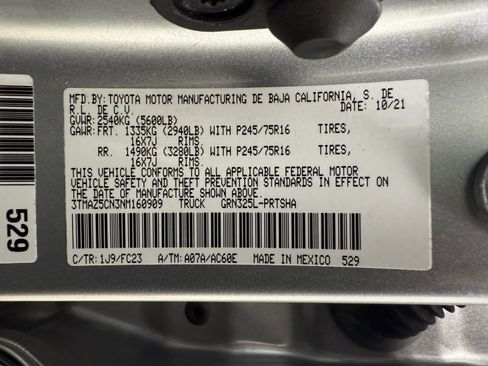 MFD.BY:TOYOTA MOTOR MANUFACTURING DE BAJA CALIFORNIA, S. DE
R.L. DE C.V. DATE: 10/21
GVWR:2540KG (5600LB)
GAWR:FRT. 1335KG (2940LB) WITH P245/75R16 TIRES,
16X7J RIMS.
RR. 1490KG (3280LB) WITH P245/75R16 TIRES,
16X7J RIMS.
THIS VEHICLE CONFORMS TO ALL APPLICABLE FEDERAL MOTOR
VEHICLE SAFETY AND THEFT PREVENTION STANDARDS IN EFFECT ON
THE DATE OF MANUFACTURE SHOWN ABOVE.
3TMAZ5CN3NM160909 TRUCK GRN325L-PRTSHA
C/TR:1J9/FC23 A/TM:A07A/AC60E MADE IN MEXICO 529
529